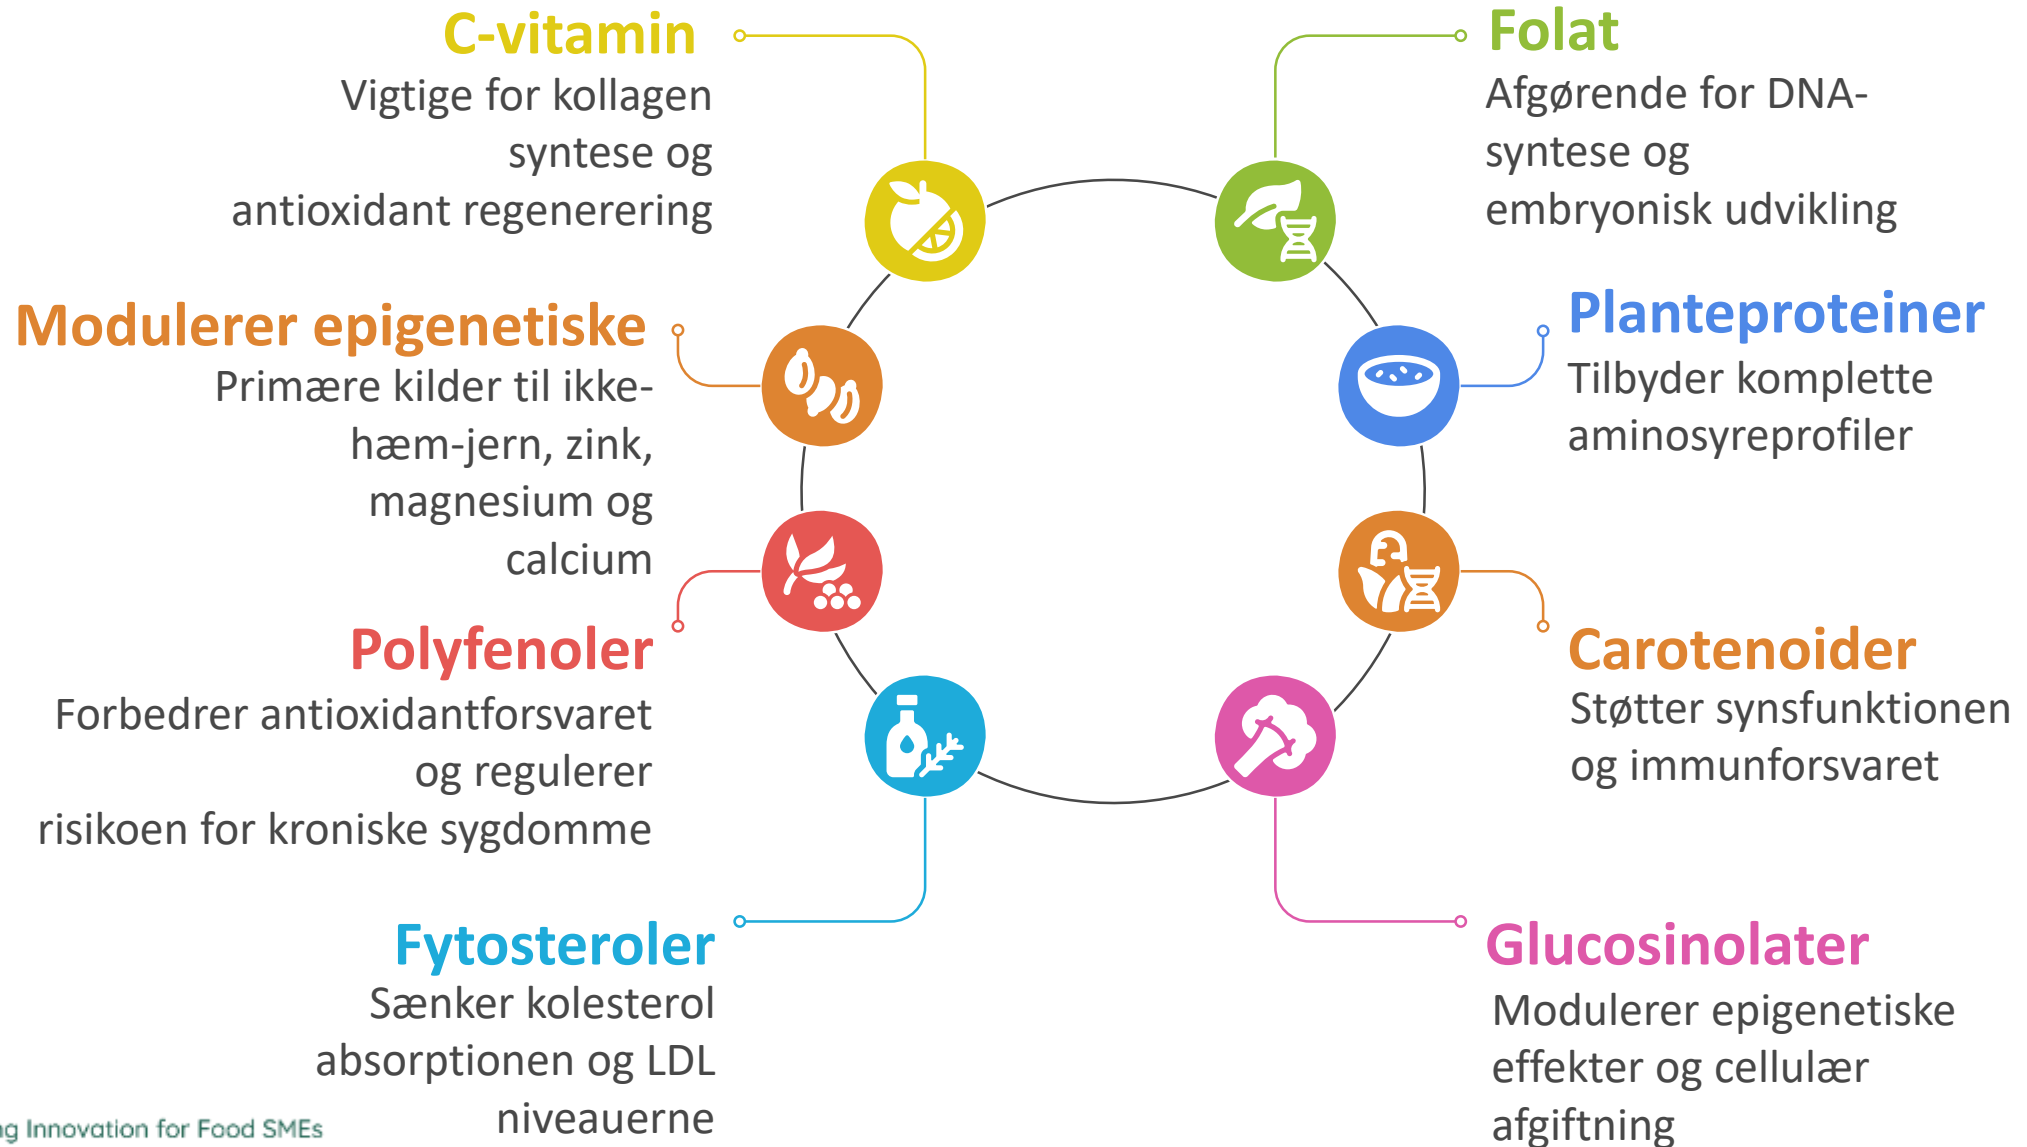 C-vitamin
Vigtige for kollagen
syntese og
antioxidant regenerering
Modulerer epigenetiske
Primære kilder til ikke-
hæm-jern, zink,
magnesium og
calcium
Polyfenoler
Forbedrer antioxidantforsvaret
og regulerer
risikoen for kroniske sygdomme
Fytosteroler
Sænker kolesterol
absorptionen og LDL
niveauerne
Folat
Afgørende for DNA-
syntese og
embryonisk udvikling
Planteproteiner
Tilbyder komplette
aminosyreprofiler
Carotenoider
Støtter synsfunktionen
og immunforsvaret
Glucosinolater
Modulerer epigenetiske
effekter og cellulær
afgiftning
Innovation for Food SMEs